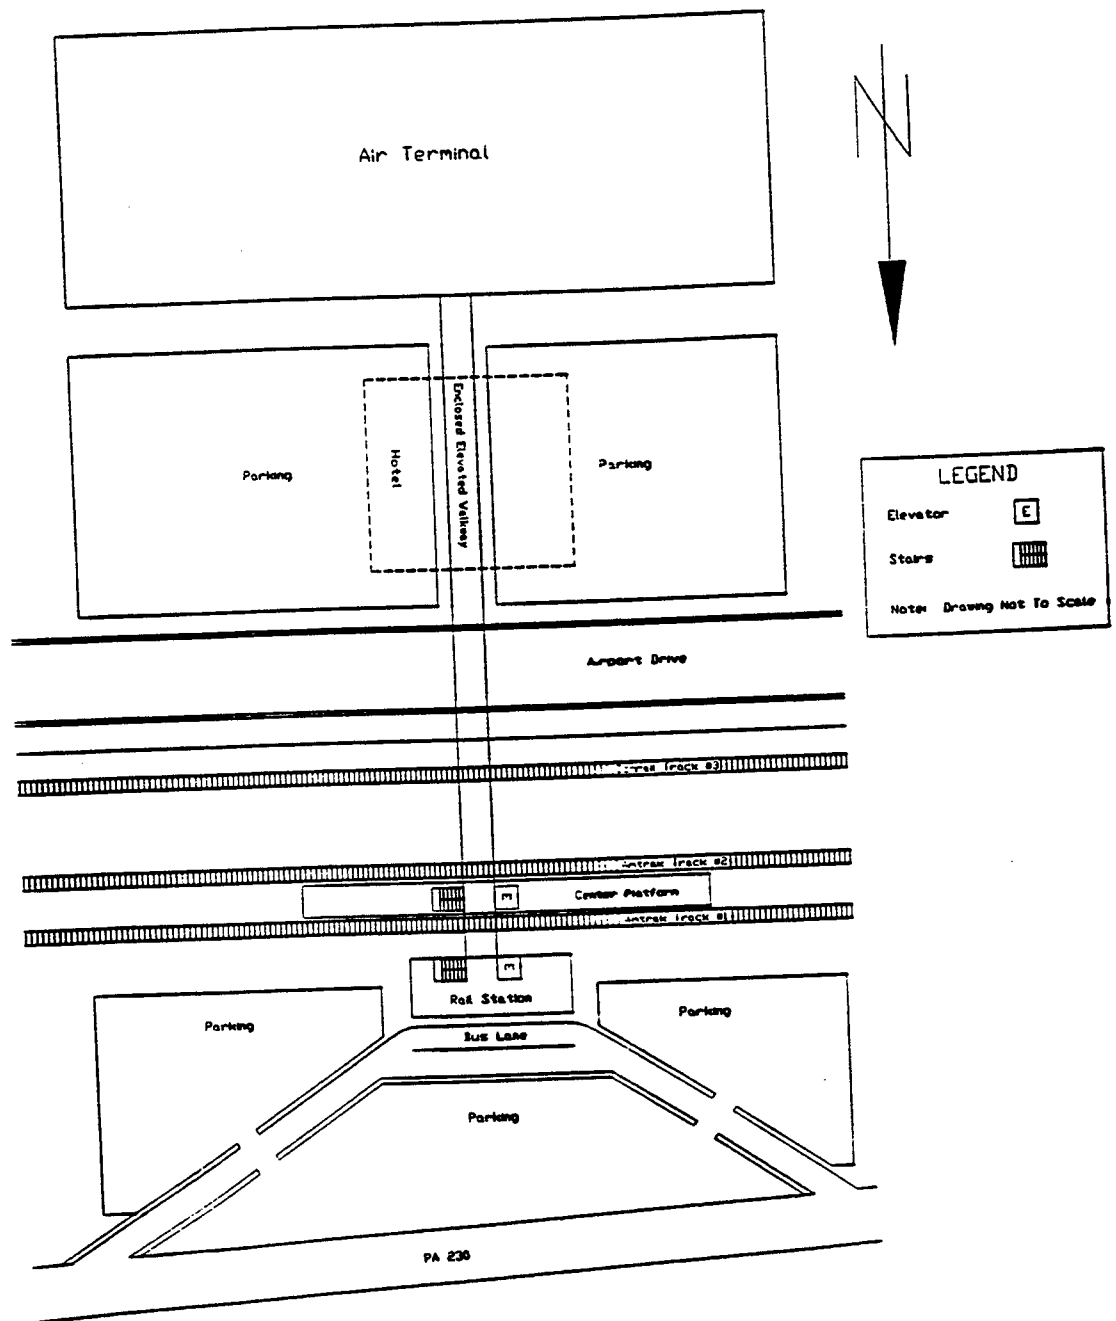 Air Terminal
N
Enclosed Elevated Walkway
Hotel
Parking
Parking
LEGEND
Elevator E
Stairs
Note: Drawing Not To Scale
Airport Drive
Track #3
Amtrak Track #2
E Center Platform
Amtrak Track #1
E
Rail Station
Parking
Parking
Bus Lane
Parking
PA 230